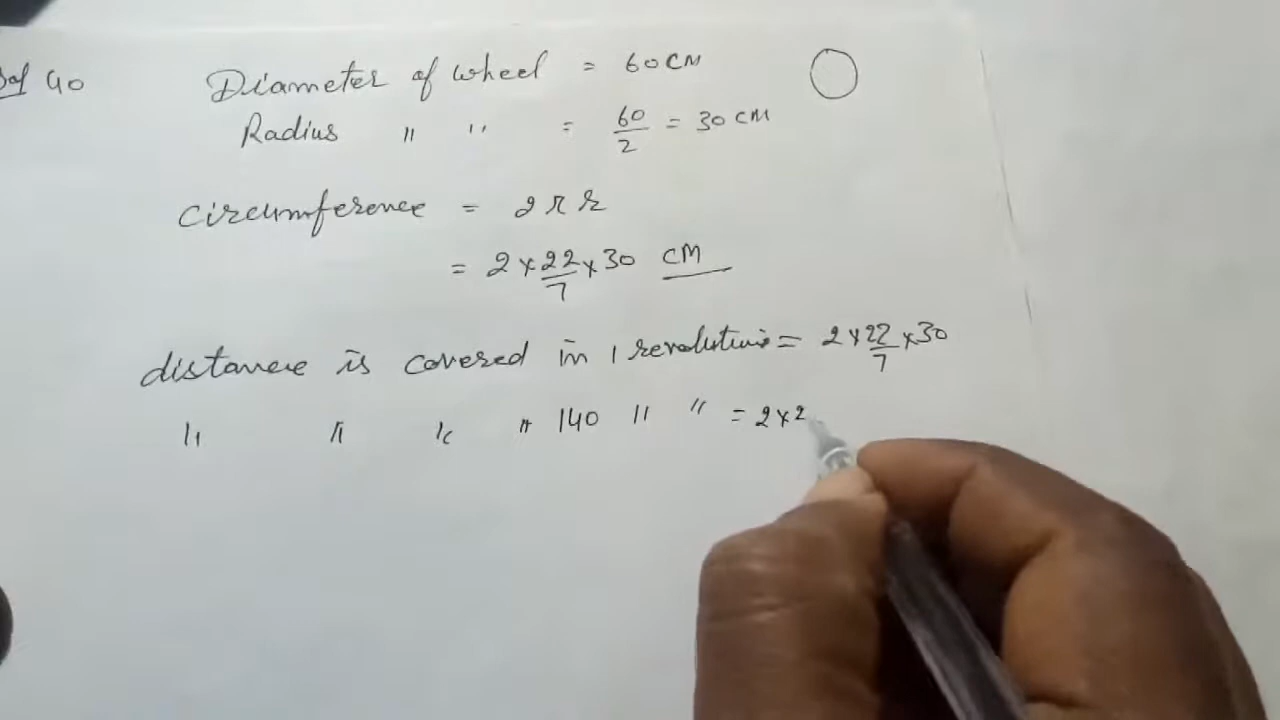 Sol 40
Diameter of wheel = 60 CM
Radius " " = 60/2 = 30 CM
Circumference = 2 π r
= 2 × 22/7 × 30 CM
distance is covered in 1 revolution = 2 × 22/7 × 30
" " " " 140 " " = 2 × 2